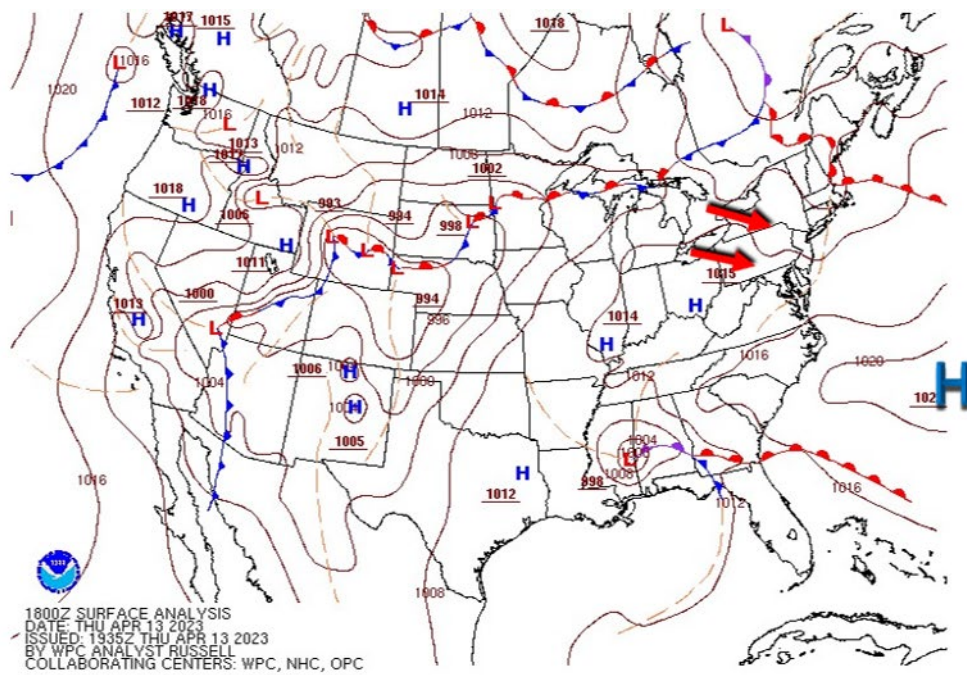 1017
1015
H
H
L
1016
1020
1012
1018
H
1016
L
1013
1012
1017
H
1014
H
1018
L
1012
1008
1002
1018
H
L
1006
993
994
998
L
L
H
1011
L
L
L
994
996
1013
H
1000
L
1004
1006
H
H
1005
1000
1015
H
1014
H
1012
1016
1020
H
1004
L
1008
998
1012
1016
H
1012
1016
1008
1800Z SURFACE ANALYSIS
DATE: THU APR 13 2023
ISSUED: 1935Z THU APR 13 2023
BY WPC ANALYST RUSSELL
COLLABORATING CENTERS: WPC, NHC, OPC